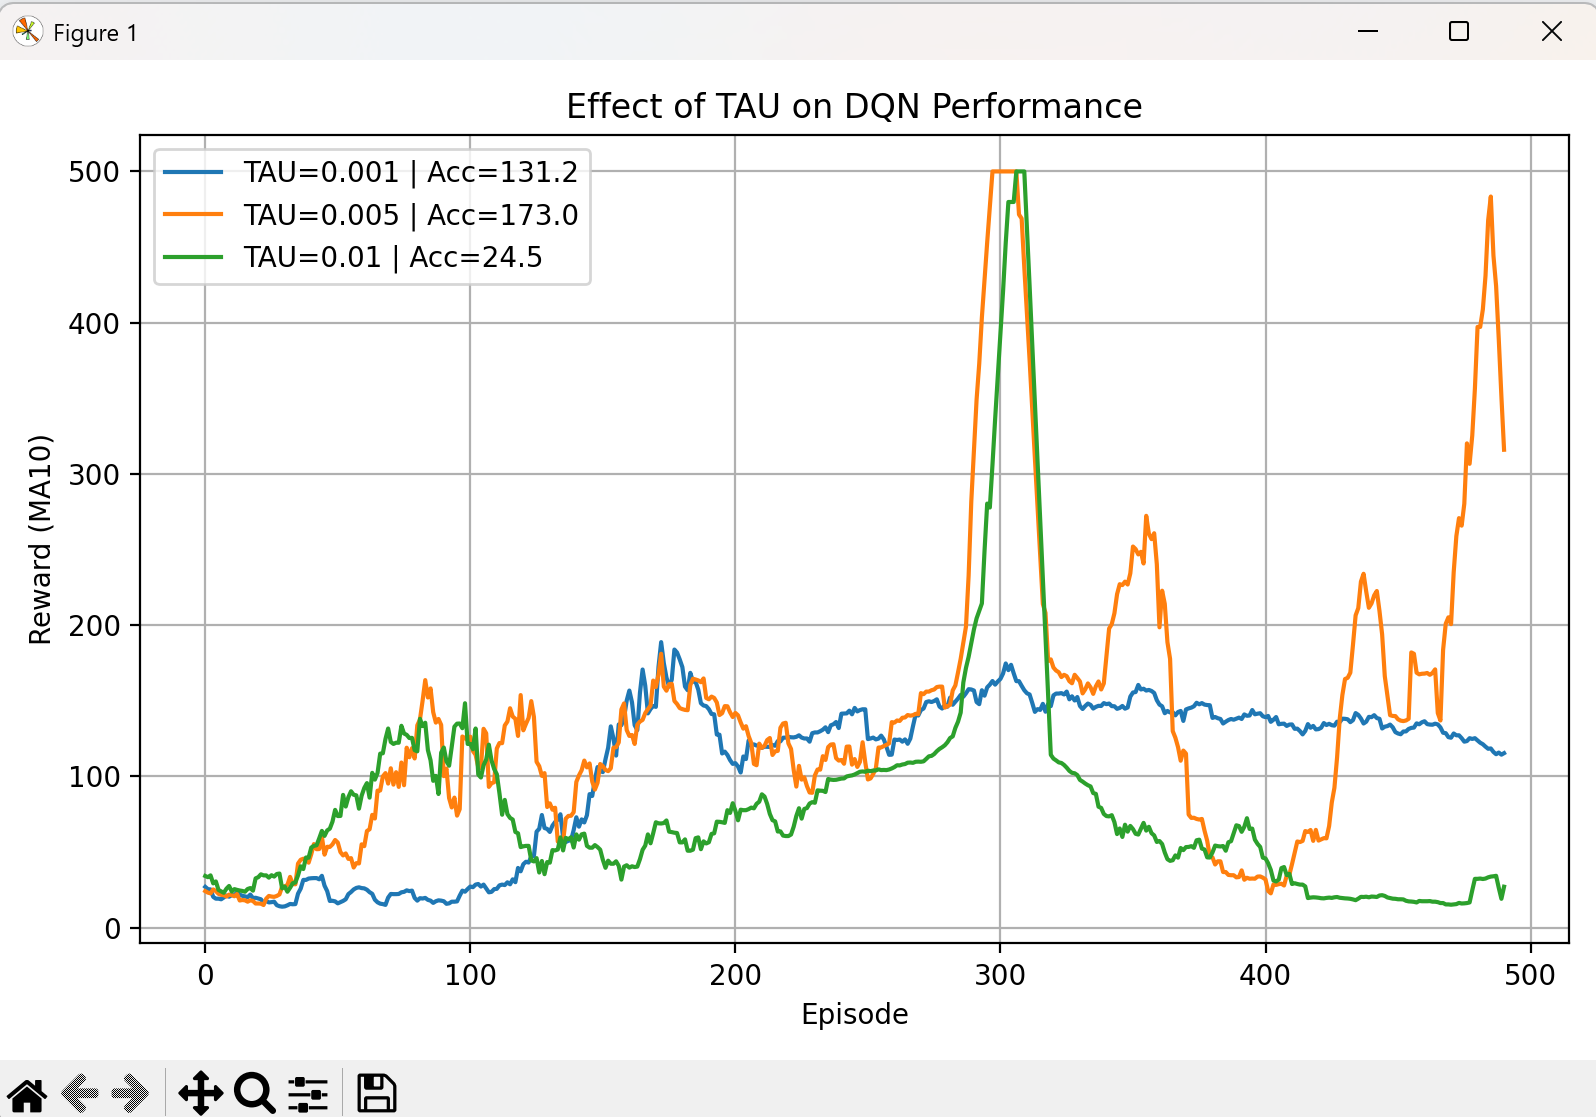 Figure 1
Effect of TAU on DQN Performance
TAU=0.001 | Acc=131.2
TAU=0.005 | Acc=173.0
TAU=0.01 | Acc=24.5
500
400
300
200
100
0
Reward (MA10)
0 100 200 300 400 500
Episode